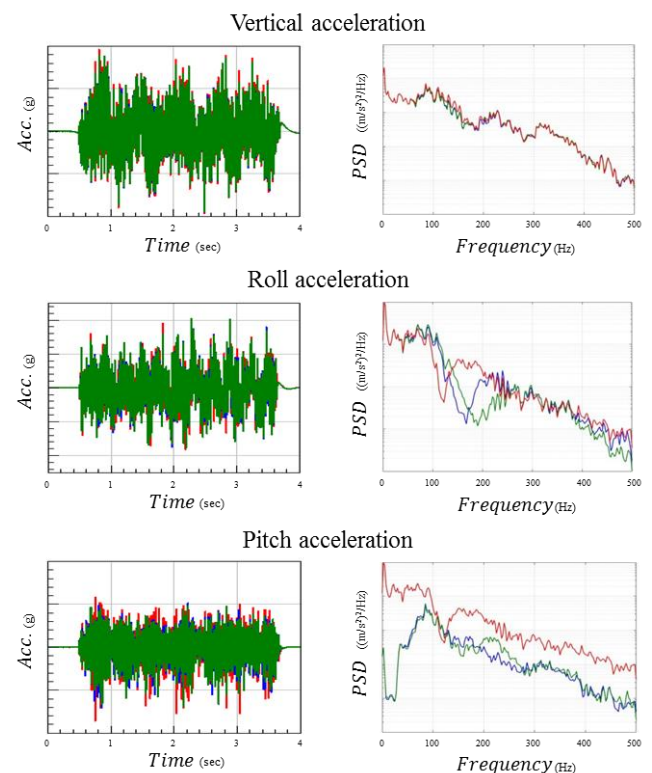 Vertical acceleration
Acc. (g)
0 1 2 3 4
Time (sec)
PSD ((m/s²)²/Hz)
0 100 200 300 400 500
Frequency(Hz)
Roll acceleration
Acc. (g)
0 1 2 3 4
Time (sec)
PSD ((m/s²)²/Hz)
0 100 200 300 400 500
Frequency(Hz)
Pitch acceleration
Acc. (g)
0 1 2 3 4
Time (sec)
PSD ((m/s²)²/Hz)
0 100 200 300 400 500
Frequency(Hz)